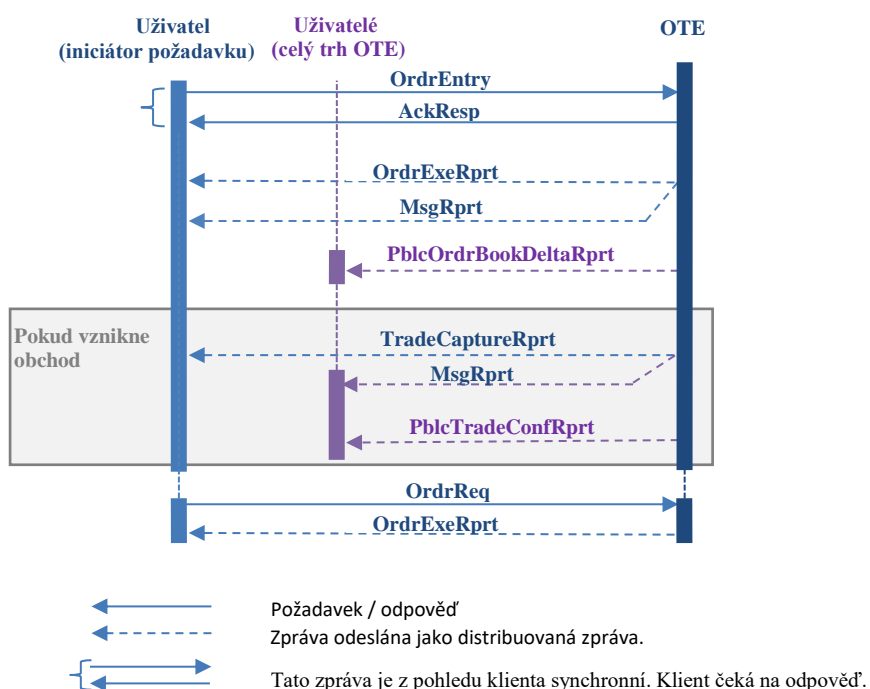 Uživatel
(iniciátor požadavku)
Uživatelé
(celý trh OTE)
OTE
OrdrEntry
AckResp
OrdrExeRprt
MsgRprt
PblcOrdrBookDeltaRprt
Pokud vznikne
obchod
TradeCaptureRprt
MsgRprt
PblcTradeConfRprt
OrdrReq
OrdrExeRprt
Požadavek / odpověď
Zpráva odeslána jako distribuovaná zpráva.
Tato zpráva je z pohledu klienta synchronní. Klient čeká na odpověď.